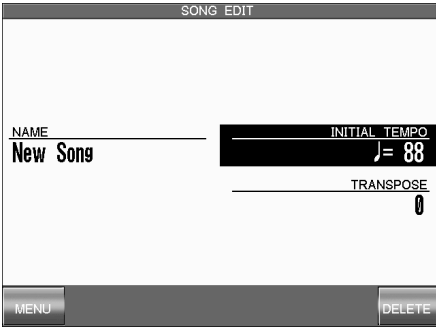 SONG EDIT
NAME
New Song
INITIAL TEMPO
♩= 88
TRANSPOSE
0
MENU
DELETE